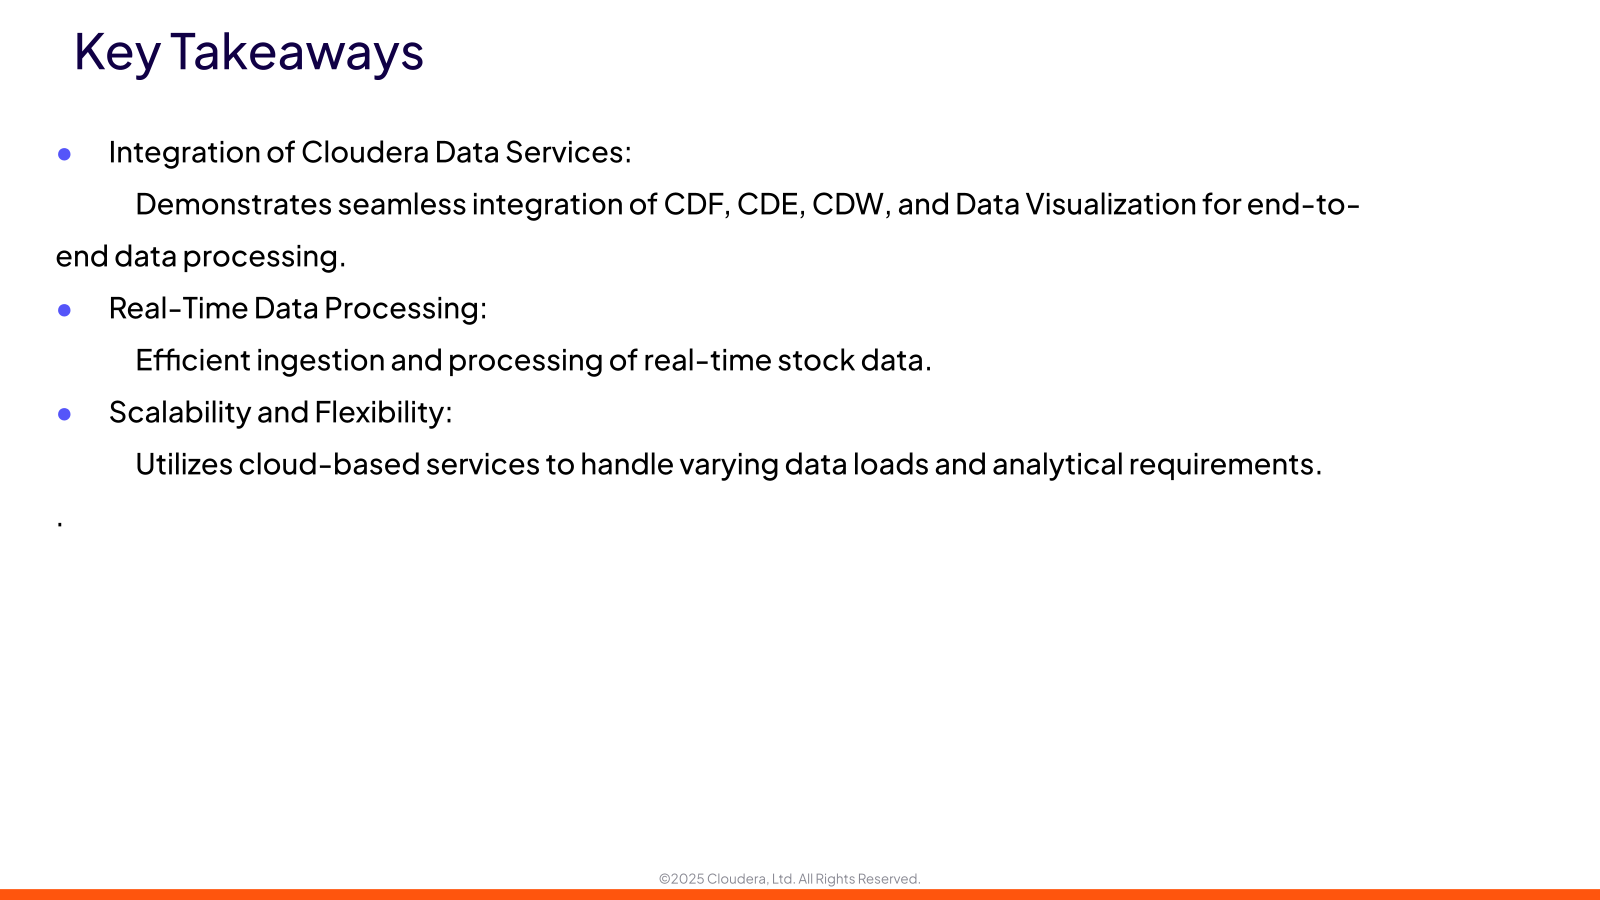 Key Takeaways
● Integration of Cloudera Data Services:
Demonstrates seamless integration of CDF, CDE, CDW, and Data Visualization for end-to-
end data processing.
● Real-Time Data Processing:
Efficient ingestion and processing of real-time stock data.
● Scalability and Flexibility:
Utilizes cloud-based services to handle varying data loads and analytical requirements.
.
©2025 Cloudera, Ltd. All Rights Reserved.